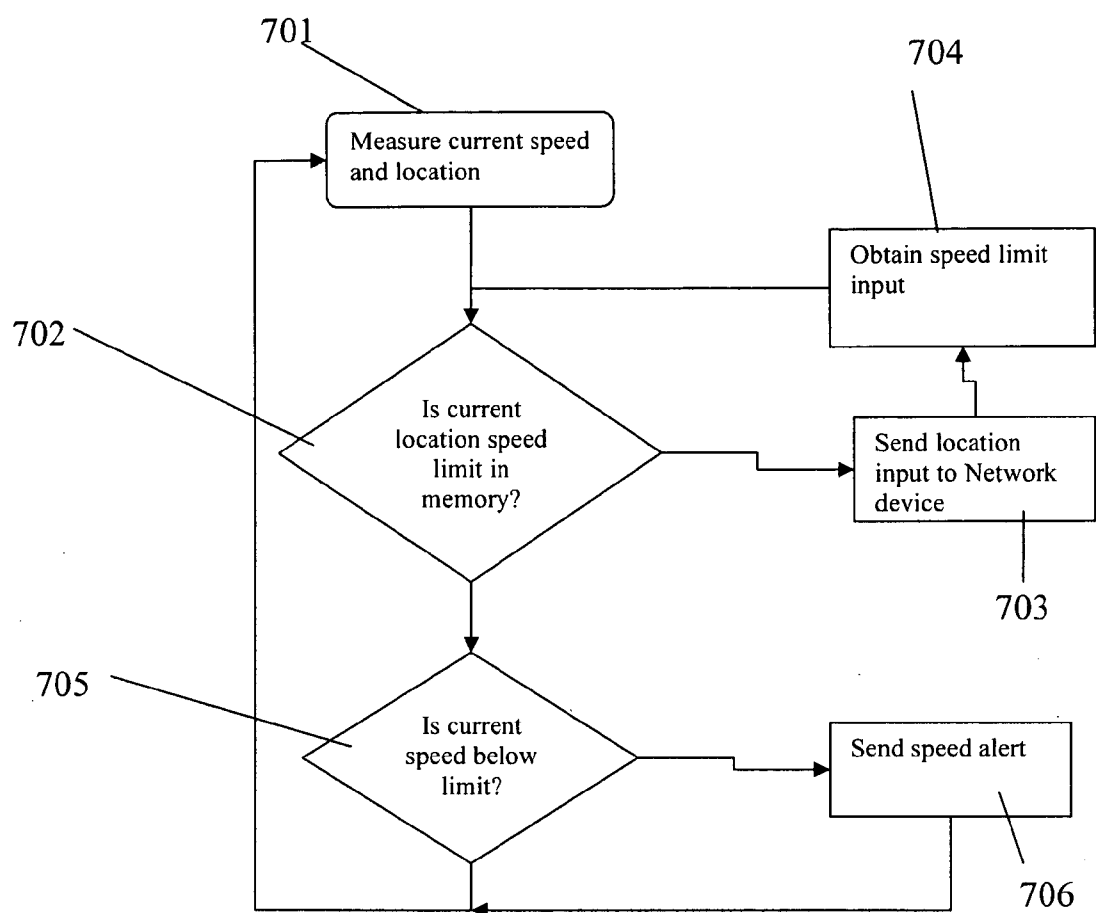 701
704
Measure current speed
and location
Obtain speed limit
input
702
Is current
location speed
limit in
memory?
Send location
input to Network
device
703
705
Is current
speed below
limit?
Send speed alert
706